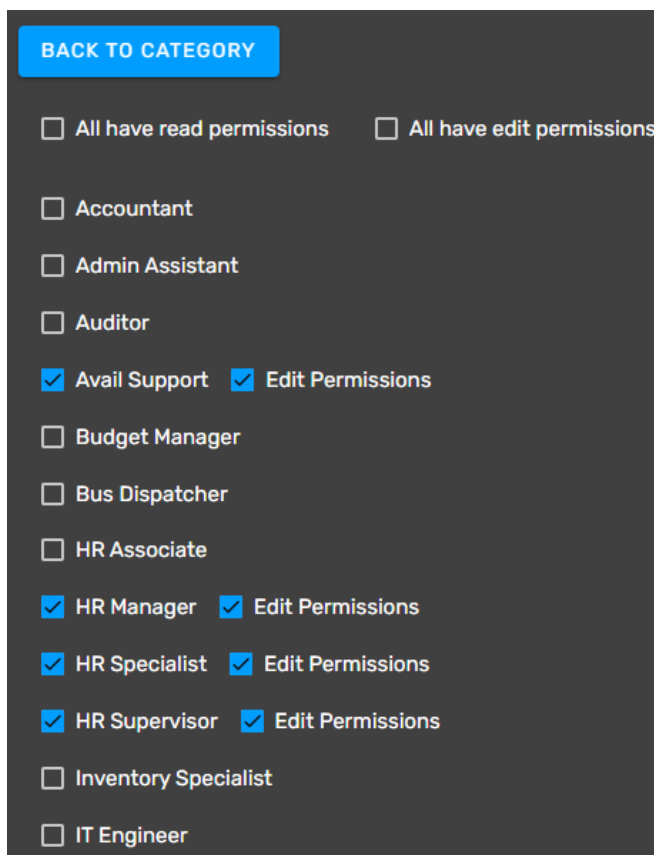 BACK TO CATEGORY
All have read permissions All have edit permissions
Accountant
Admin Assistant
Auditor
Avail Support Edit Permissions
Budget Manager
Bus Dispatcher
HR Associate
HR Manager Edit Permissions
HR Specialist Edit Permissions
HR Supervisor Edit Permissions
Inventory Specialist
IT Engineer